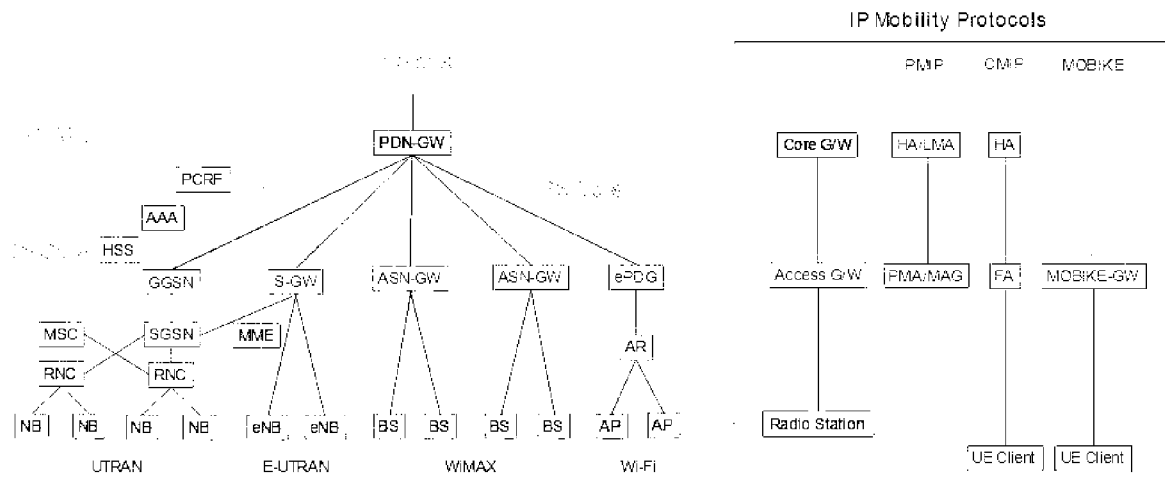 IP Mobility Protocols
PMIP CMIP MOBIKE
PDN-GW Core G/W HA/LMA HA
PCRF
AAA
HSS
GGSN S-GW ASN-GW ASN-GW ePDG Access G/W PMA/MAG FA MOBIKE-GW
MSC SGSN MME
AR
RNC RNC
NB NB NB NB eNB eNB BS BS BS BS AP AP Radio Station
UTRAN E-UTRAN WiMAX Wi-Fi UE Client UE Client